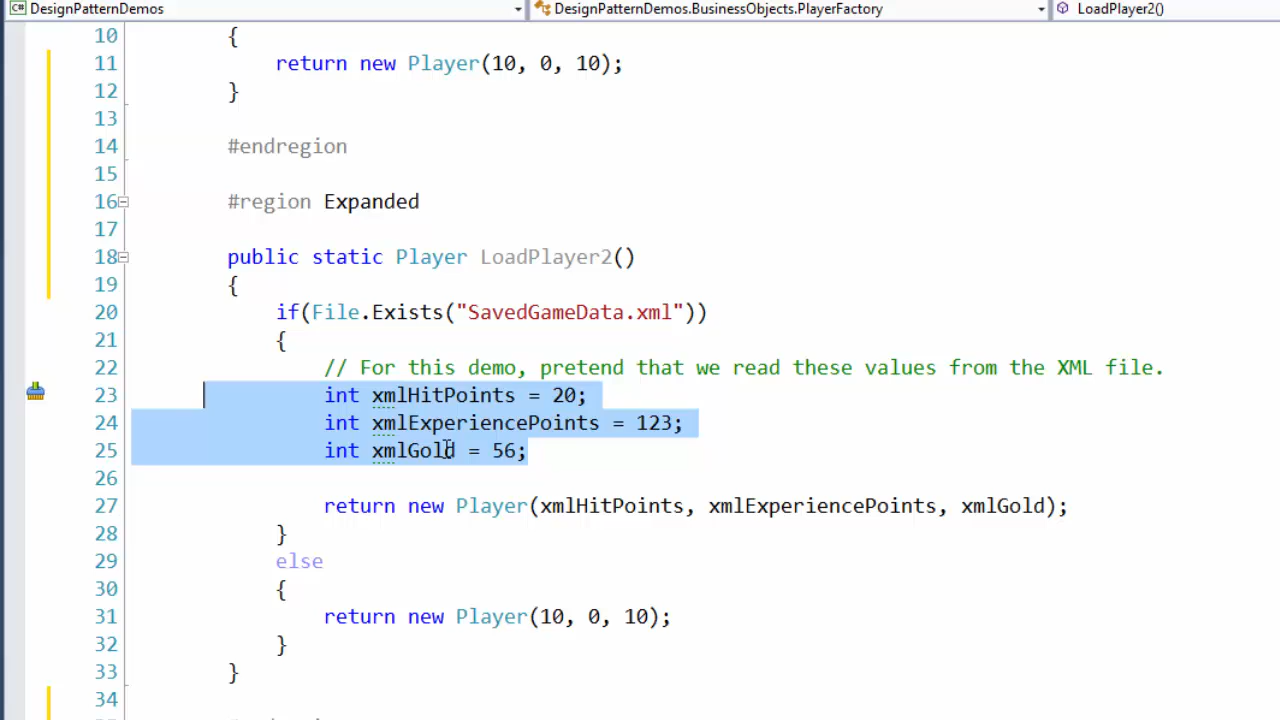 C# DesignPatternDemos DesignPatternDemos.BusinessObjects.PlayerFactory LoadPlayer2()
10 {
11 return new Player(10, 0, 10);
12 }
13
14 #endregion
15
16 #region Expanded
17
18 public static Player LoadPlayer2()
19 {
20 if(File.Exists("SavedGameData.xml"))
21 {
22 // For this demo, pretend that we read these values from the XML file.
23 int xmlHitPoints = 20;
24 int xmlExperiencePoints = 123;
25 int xmlGold = 56;
26
27 return new Player(xmlHitPoints, xmlExperiencePoints, xmlGold);
28 }
29 else
30 {
31 return new Player(10, 0, 10);
32 }
33 }
34